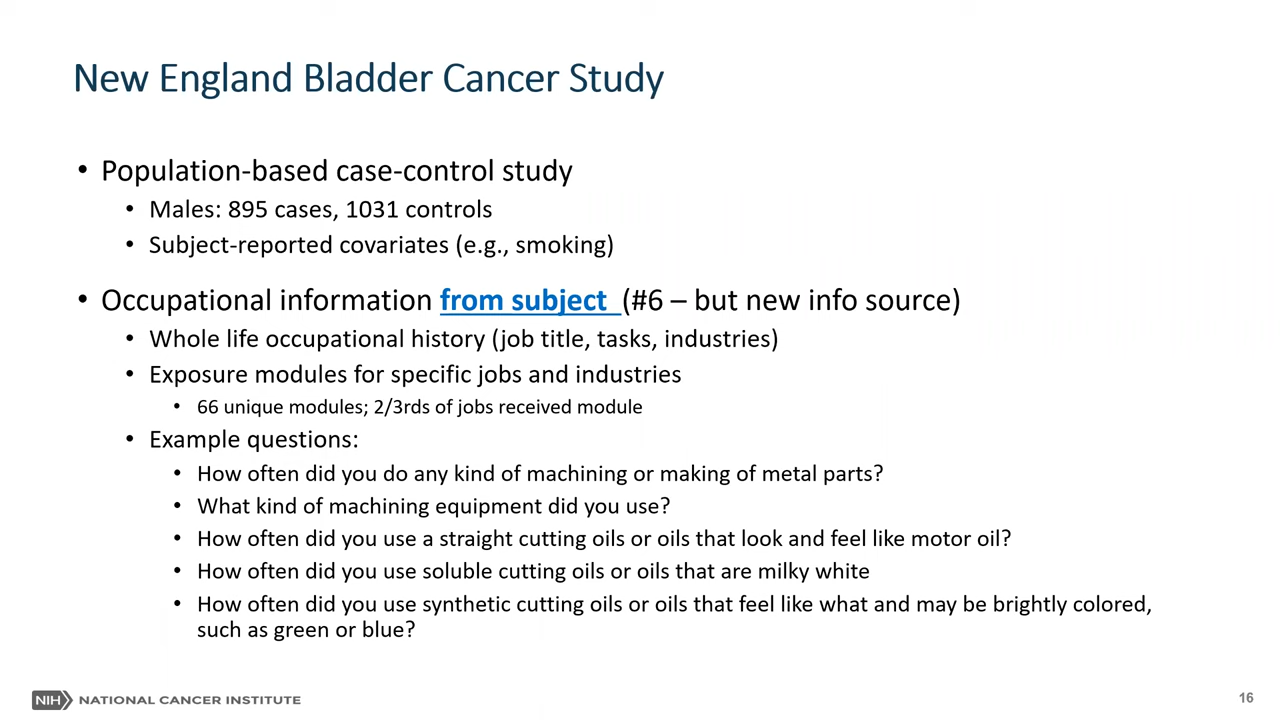 New England Bladder Cancer Study
• Population-based case-control study
• Males: 895 cases, 1031 controls
• Subject-reported covariates (e.g., smoking)
• Occupational information from subject (#6 – but new info source)
• Whole life occupational history (job title, tasks, industries)
• Exposure modules for specific jobs and industries
• 66 unique modules; 2/3rds of jobs received module
• Example questions:
• How often did you do any kind of machining or making of metal parts?
• What kind of machining equipment did you use?
• How often did you use a straight cutting oils or oils that look and feel like motor oil?
• How often did you use soluble cutting oils or oils that are milky white
• How often did you use synthetic cutting oils or oils that feel like what and may be brightly colored,
such as green or blue?
NIH NATIONAL CANCER INSTITUTE
16